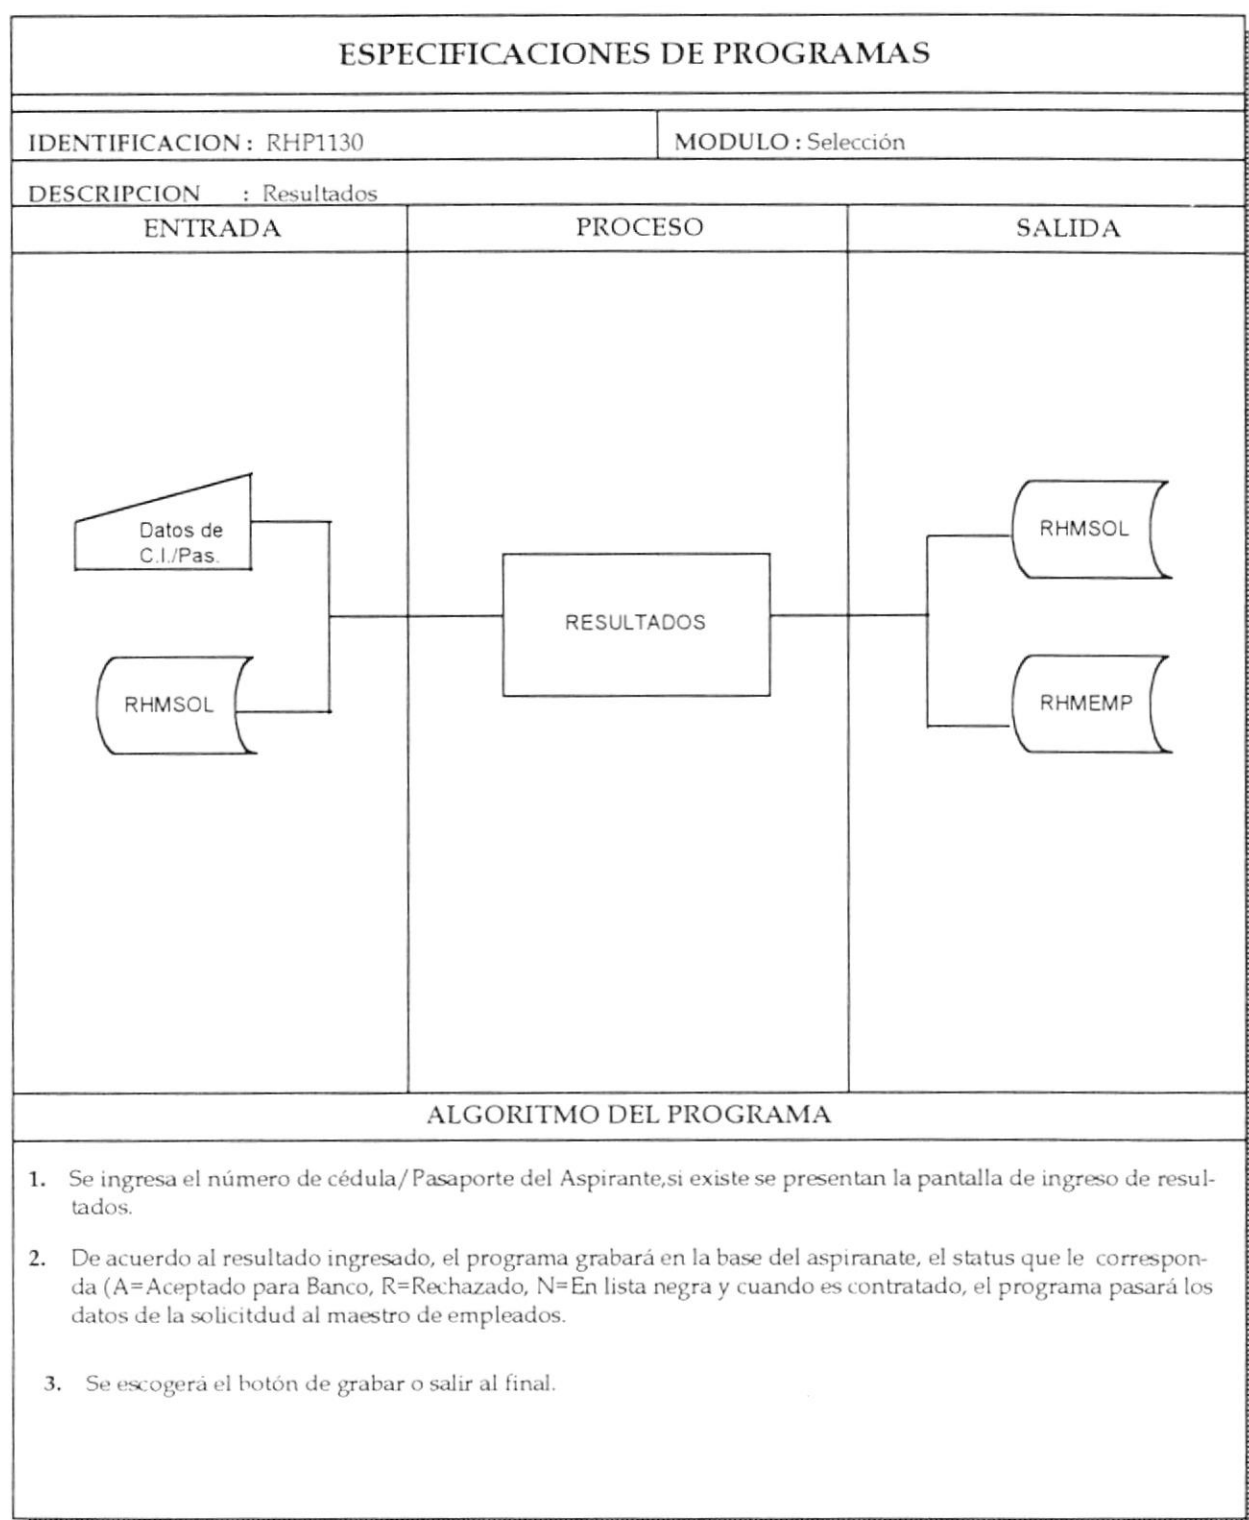 ESPECIFICACIONES DE PROGRAMAS
IDENTIFICACION : RHP1130
MODULO : Selección
DESCRIPCION : Resultados
ENTRADA
PROCESO
SALIDA
Datos de
C.I./Pas.
RHMSOL
RESULTADOS
RHMSOL
RHMEMP
ALGORITMO DEL PROGRAMA
1. Se ingresa el número de cédula/Pasaporte del Aspirante,si existe se presentan la pantalla de ingreso de resul-
tados.
2. De acuerdo al resultado ingresado, el programa grabará en la base del aspiranate, el status que le correspon-
da (A=Aceptado para Banco, R=Rechazado, N=En lista negra y cuando es contratado, el programa pasará los
datos de la solicitdud al maestro de empleados.
3. Se escogerá el botón de grabar o salir al final.